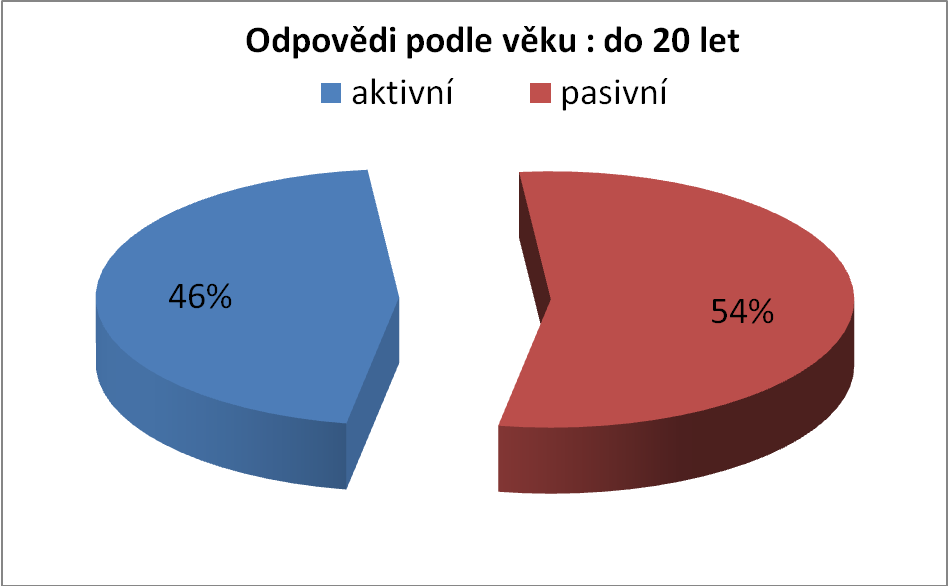 Odpovědi podle věku : do 20 let
aktivní pasivní
46%
54%